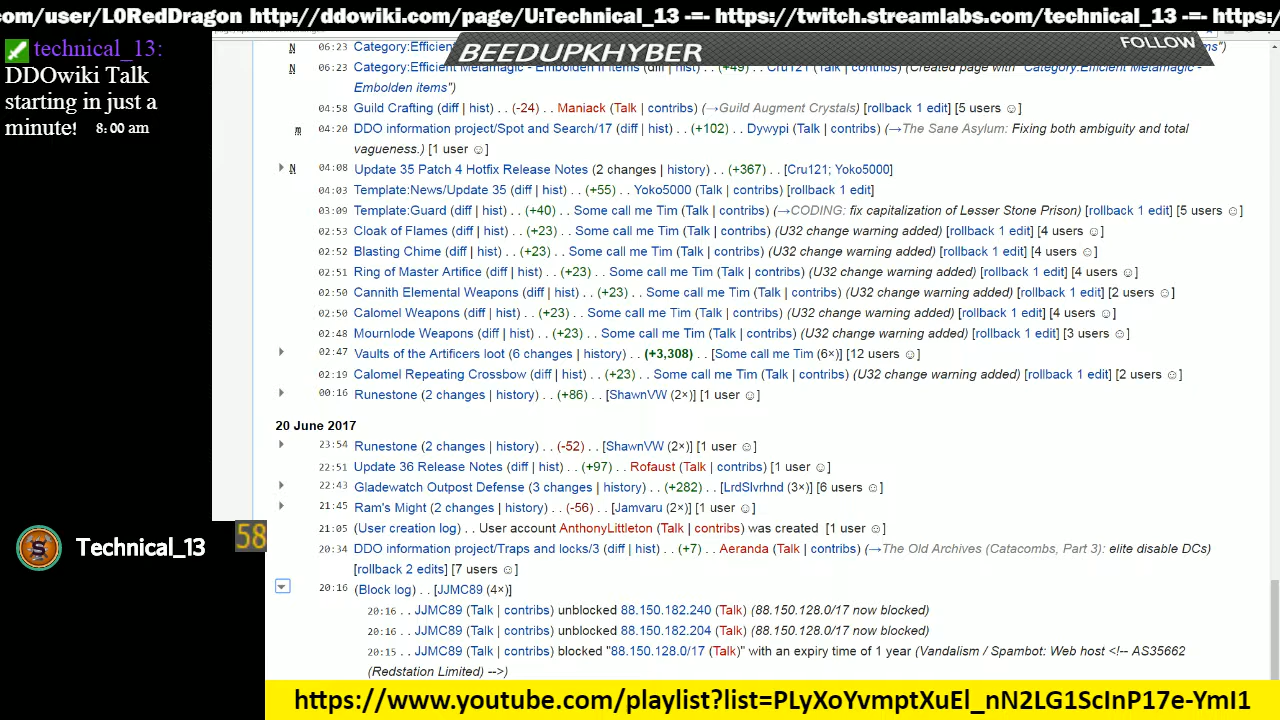 com/user/L0RedDragon http://ddowiki.com/page/U:Technical_13 -=- https://twitch.streamlabs.com/technical_13 -=- https:/
technical_13:
DDOwiki Talk
starting in just a
minute! 8:00 am
BEEDUPKHYBER
FOLLOW
N 06:23 Category:Efficient
N 06:23 Category:Efficient Metamagic - Embolden II items (diff | hist) . . (+49) . . Cru121 (Talk | contribs) (Created page with "Category:Efficient Metamagic -
Embolden items")
04:58 Guild Crafting (diff | hist) . . (-24) . . Maniack (Talk | contribs) (→Guild Augment Crystals) [rollback 1 edit] [5 users ☺]
m 04:20 DDO information project/Spot and Search/17 (diff | hist) . . (+102) . . Dywypi (Talk | contribs) (→The Sane Asylum: Fixing both ambiguity and total
vagueness.) [1 user ☺]
N 04:08 Update 35 Patch 4 Hotfix Release Notes (2 changes | history) . . (+367) . . [Cru121; Yoko5000]
04:03 Template:News/Update 35 (diff | hist) . . (+55) . . Yoko5000 (Talk | contribs) [rollback 1 edit]
03:09 Template:Guard (diff | hist) . . (+40) . . Some call me Tim (Talk | contribs) (→CODING: fix capitalization of Lesser Stone Prison) [rollback 1 edit] [5 users ☺]
02:53 Cloak of Flames (diff | hist) . . (+23) . . Some call me Tim (Talk | contribs) (U32 change warning added) [rollback 1 edit] [4 users ☺]
02:52 Blasting Chime (diff | hist) . . (+23) . . Some call me Tim (Talk | contribs) (U32 change warning added) [rollback 1 edit] [4 users ☺]
02:51 Ring of Master Artifice (diff | hist) . . (+23) . . Some call me Tim (Talk | contribs) (U32 change warning added) [rollback 1 edit] [4 users ☺]
02:50 Cannith Elemental Weapons (diff | hist) . . (+23) . . Some call me Tim (Talk | contribs) (U32 change warning added) [rollback 1 edit] [2 users ☺]
02:50 Calomel Weapons (diff | hist) . . (+23) . . Some call me Tim (Talk | contribs) (U32 change warning added) [rollback 1 edit] [4 users ☺]
02:48 Mournlode Weapons (diff | hist) . . (+23) . . Some call me Tim (Talk | contribs) (U32 change warning added) [rollback 1 edit] [3 users ☺]
02:47 Vaults of the Artificers loot (6 changes | history) . . (+3,308) . . [Some call me Tim (6×)] [12 users ☺]
02:19 Calomel Repeating Crossbow (diff | hist) . . (+23) . . Some call me Tim (Talk | contribs) (U32 change warning added) [rollback 1 edit] [2 users ☺]
00:16 Runestone (2 changes | history) . . (+86) . . [ShawnVW (2×)] [1 user ☺]
20 June 2017
23:54 Runestone (2 changes | history) . . (-52) . . [ShawnVW (2×)] [1 user ☺]
22:51 Update 36 Release Notes (diff | hist) . . (+97) . . Rofaust (Talk | contribs) [1 user ☺]
22:43 Gladewatch Outpost Defense (3 changes | history) . . (+282) . . [LrdSlvrhnd (3×)] [6 users ☺]
21:45 Ram's Might (2 changes | history) . . (-56) . . [Jamvaru (2×)] [1 user ☺]
21:05 (User creation log) . . User account AnthonyLittleton (Talk | contribs) was created [1 user ☺]
20:34 DDO information project/Traps and locks/3 (diff | hist) . . (+7) . . Aeranda (Talk | contribs) (→The Old Archives (Catacombs, Part 3): elite disable DCs)
[rollback 2 edits] [7 users ☺]
20:16 (Block log) . . [JJMC89 (4×)]
20:16 . . JJMC89 (Talk | contribs) unblocked 88.150.182.240 (Talk) (88.150.128.0/17 now blocked)
20:16 . . JJMC89 (Talk | contribs) unblocked 88.150.182.204 (Talk) (88.150.128.0/17 now blocked)
20:15 . . JJMC89 (Talk | contribs) blocked "88.150.128.0/17 (Talk)" with an expiry time of 1 year (Vandalism / Spambot: Web host <!-- AS35662
(Redstation Limited) -->)
Technical_13
58
https://www.youtube.com/playlist?list=PLyXoYvmptXuEl_nN2LG1ScInP17e-YmI1